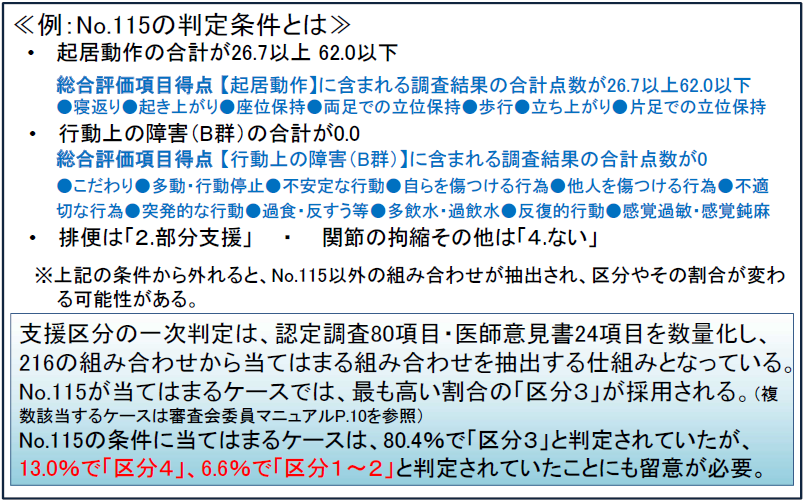 ≪例：No.115の判定条件とは≫
・ 起居動作の合計が26.7以上 62.0以下
総合評価項目得点 【起居動作】に含まれる調査結果の合計点数が26.7以上62.0以下
●寝返り●起き上がり●座位保持●両足での立位保持●歩行●立ち上がり●片足での立位保持
・ 行動上の障害（B群）の合計が0.0
総合評価項目得点 【行動上の障害（B群）】に含まれる調査結果の合計点数が0
●こだわり●多動・行動停止●不安定な行動●自らを傷つける行為●他人を傷つける行為●不適
切な行為●突発的な行動●過食・反すう等●多飲水・過飲水●反復的行動●感覚過敏・感覚鈍麻
・ 排便は「２.部分支援」 ・ 関節の拘縮その他は「４.ない」
※上記の条件から外れると、No.115以外の組み合わせが抽出され、区分やその割合が変わ
る可能性がある。
支援区分の一次判定は、認定調査80項目・医師意見書24項目を数量化し、
216の組み合わせから当てはまる組み合わせを抽出する仕組みとなっている。
No.115が当てはまるケースでは、最も高い割合の「区分３」が採用される。（複
数該当するケースは審査会委員マニュアルP.10を参照）
No.115の条件に当てはまるケースは、80.4％で「区分３」と判定されていたが、
13.0％で「区分４」、6.6％で「区分１～２」と判定されていたことにも留意が必要。